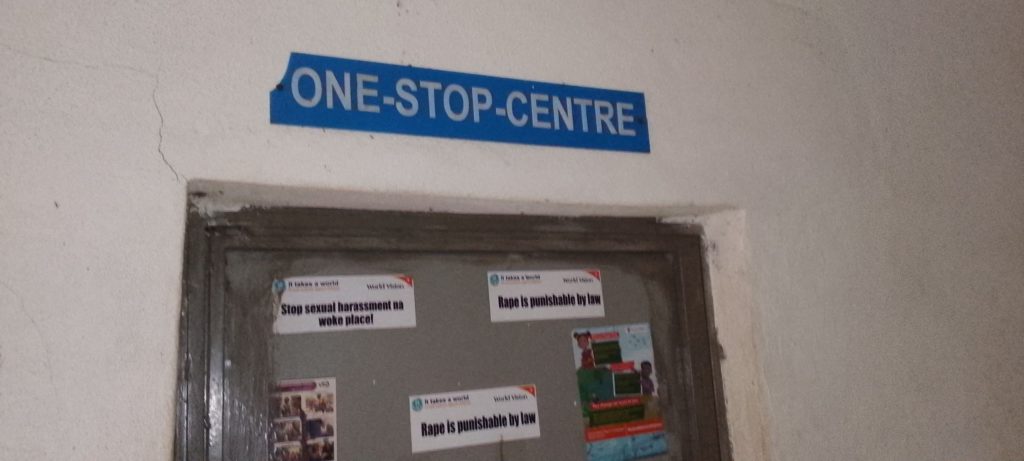 ONE-STOP-CENTRE
It takes a world
World Vision
Stop sexual harassment na
woke place!
It takes a world
World Vision
Rape is punishable by law
It takes a world
World Vision
Rape is punishable by law